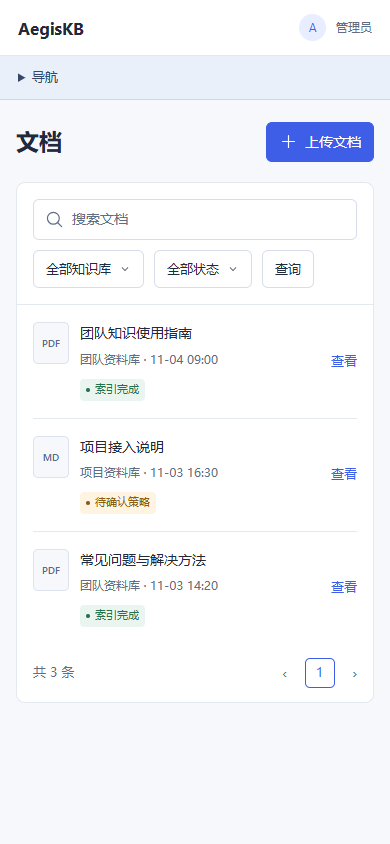 AegisKB
A 管理员
▶ 导航
文档
+ 上传文档
搜索文档
全部知识库 全部状态 查询
PDF
团队知识使用指南
团队资料库 · 11-04 09:00
查看
索引完成
MD
项目接入说明
项目资料库 · 11-03 16:30
查看
待确认策略
PDF
常见问题与解决方法
团队资料库 · 11-03 14:20
查看
索引完成
共 3 条 ‹ 1 ›